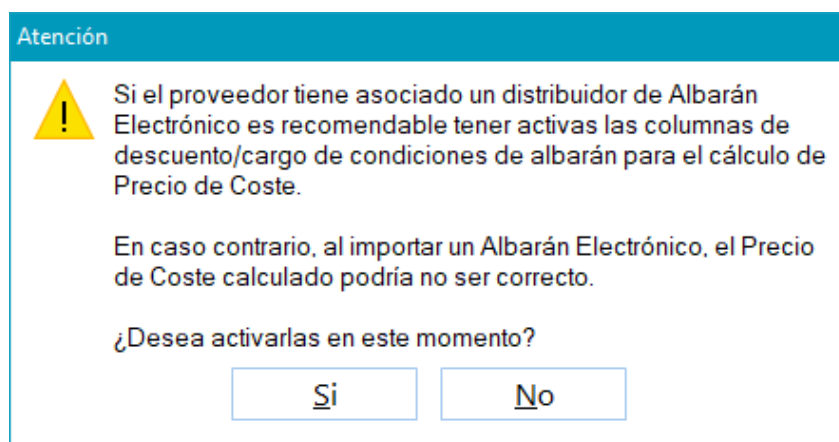 Atención
Si el proveedor tiene asociado un distribuidor de Albarán
Electrónico es recomendable tener activas las columnas de
descuento/cargo de condiciones de albarán para el cálculo de
Precio de Coste.
En caso contrario, al importar un Albarán Electrónico, el Precio
de Coste calculado podría no ser correcto.
¿Desea activarlas en este momento?
Si No